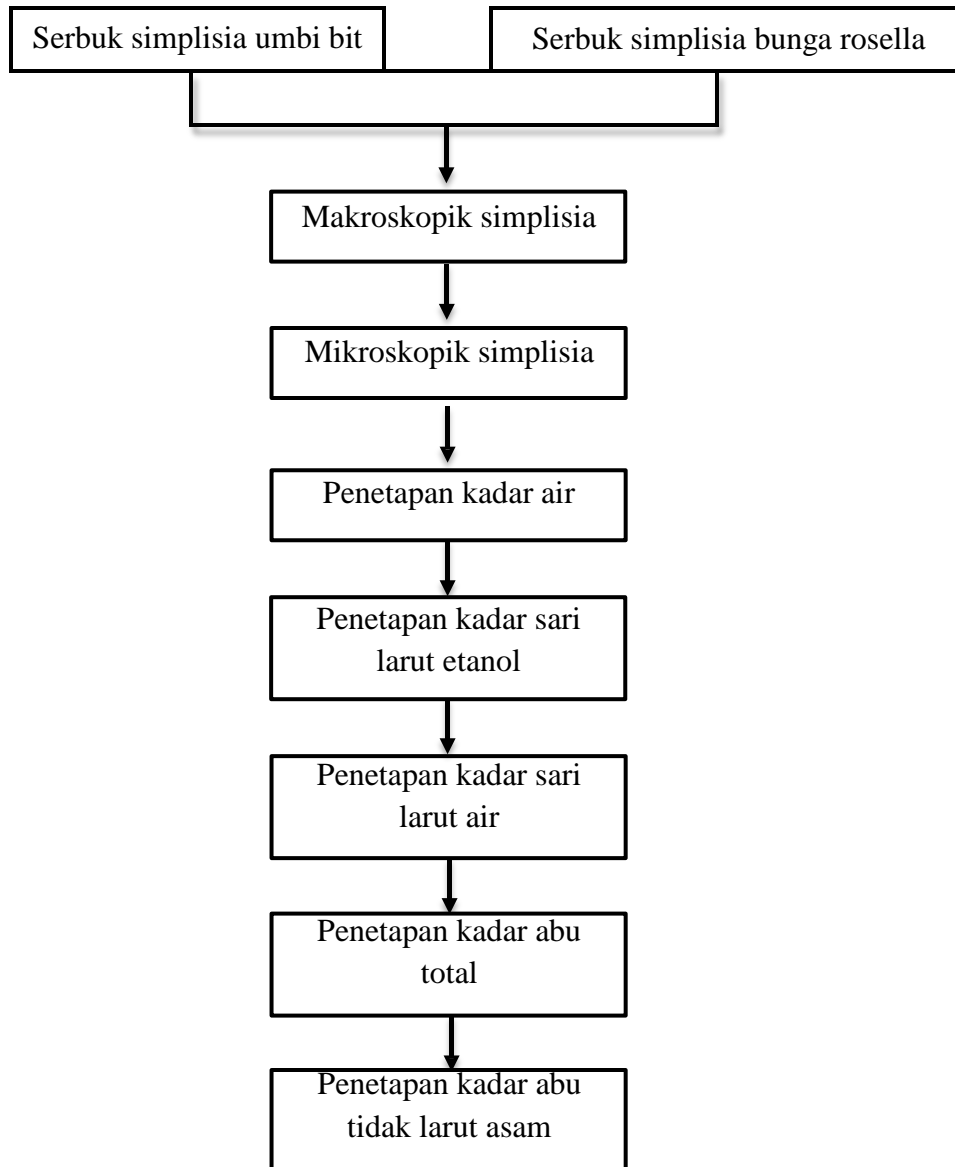 Serbuk simplisia umbi bit
Serbuk simplisia bunga rosella
Makroskopik simplisia
Mikroskopik simplisia
Penetapan kadar air
Penetapan kadar sari
larut etanol
Penetapan kadar sari
larut air
Penetapan kadar abu
total
Penetapan kadar abu
tidak larut asam